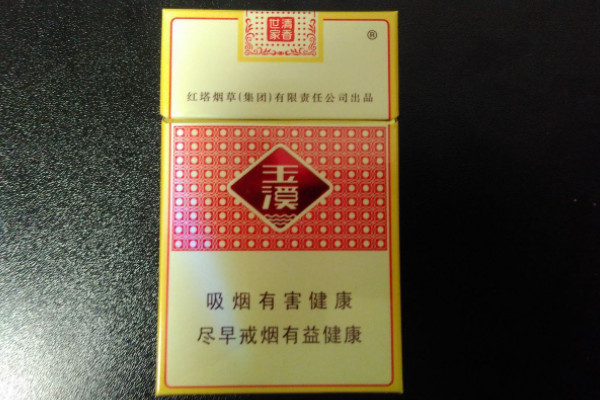 清香
世家
®
红塔烟草(集团)有限责任公司出品
玉
溪
吸烟有害健康
尽早戒烟有益健康